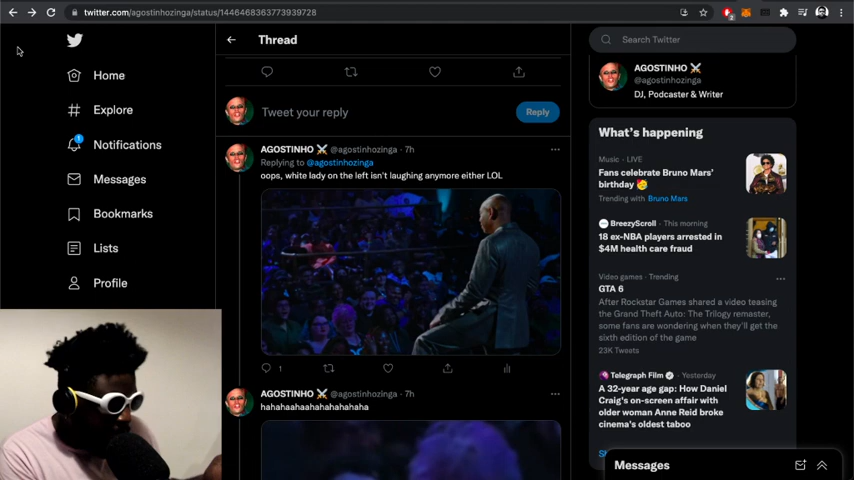 twitter.com/agostinhozinga/status/1446468363773939728
2
Home
Explore
1
Notifications
Messages
Bookmarks
Lists
Profile
Thread
Tweet your reply
Reply
AGOSTINHO @agostinhozinga · 7h
Replying to @agostinhozinga
oops, white lady on the left isn't laughing anymore either LOL
1
AGOSTINHO @agostinhozinga · 7h
hahahaahaahahahahahaha
Search Twitter
AGOSTINHO
@agostinhozinga
DJ, Podcaster & Writer
What's happening
Music · LIVE
Fans celebrate Bruno Mars'
birthday
Trending with Bruno Mars
BreezyScroll · This morning
18 ex-NBA players arrested in
$4M health care fraud
Video games · Trending
GTA 6
After Rockstar Games shared a video teasing
the Grand Theft Auto: The Trilogy remaster,
some fans are wondering when they'll get the
sixth edition of the game
23K Tweets
Telegraph Film · Yesterday
A 32-year age gap: How Daniel
Craig's on-screen affair with
older woman Anne Reid broke
cinema's oldest taboo
Messages